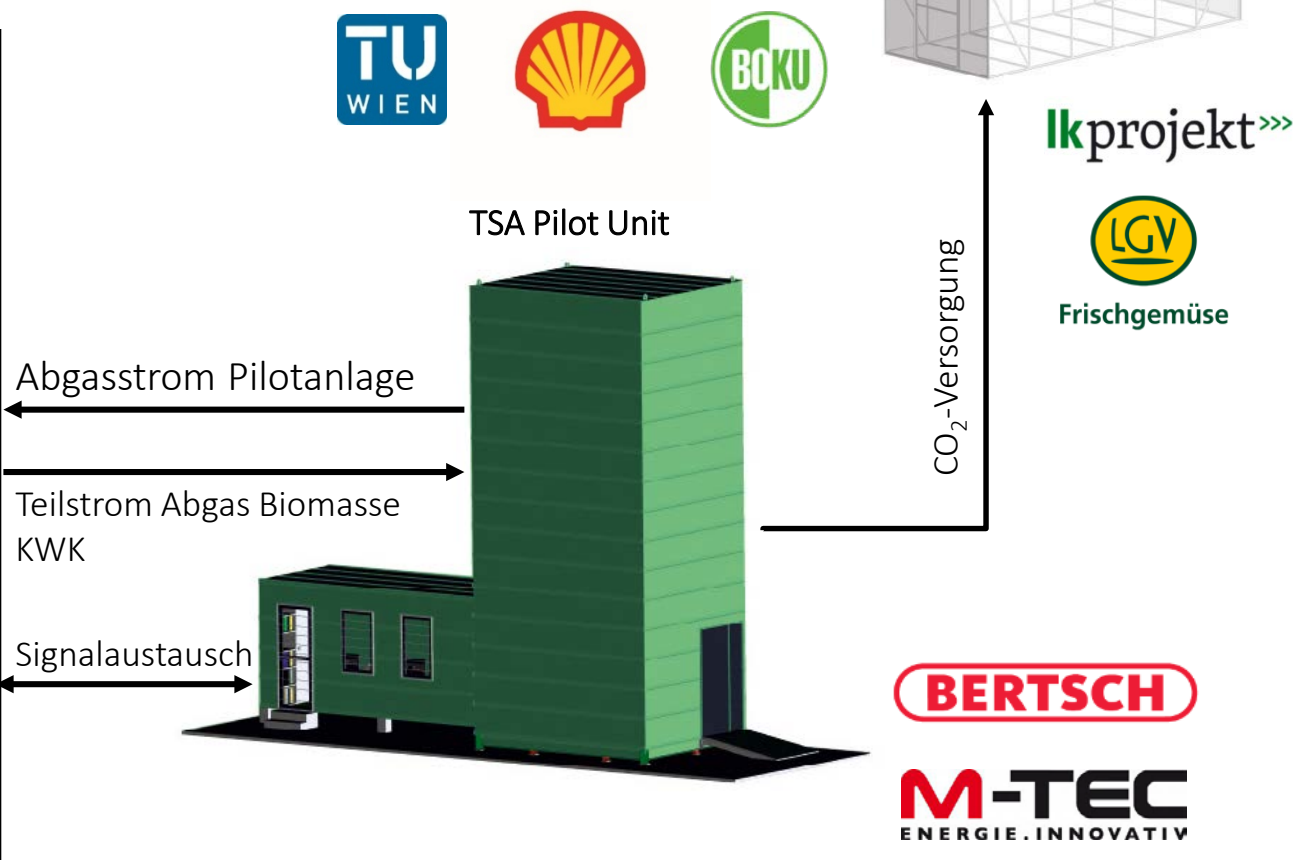 TU
WIEN
BOKU
lkprojekt>>>
TSA Pilot Unit
LGV
Frischgemüse
CO₂-Versorgung
Abgasstrom Pilotanlage
Teilstrom Abgas Biomasse
KWK
Signalaustausch
BERTSCH
M-TEC
ENERGIE.INNOVATIV